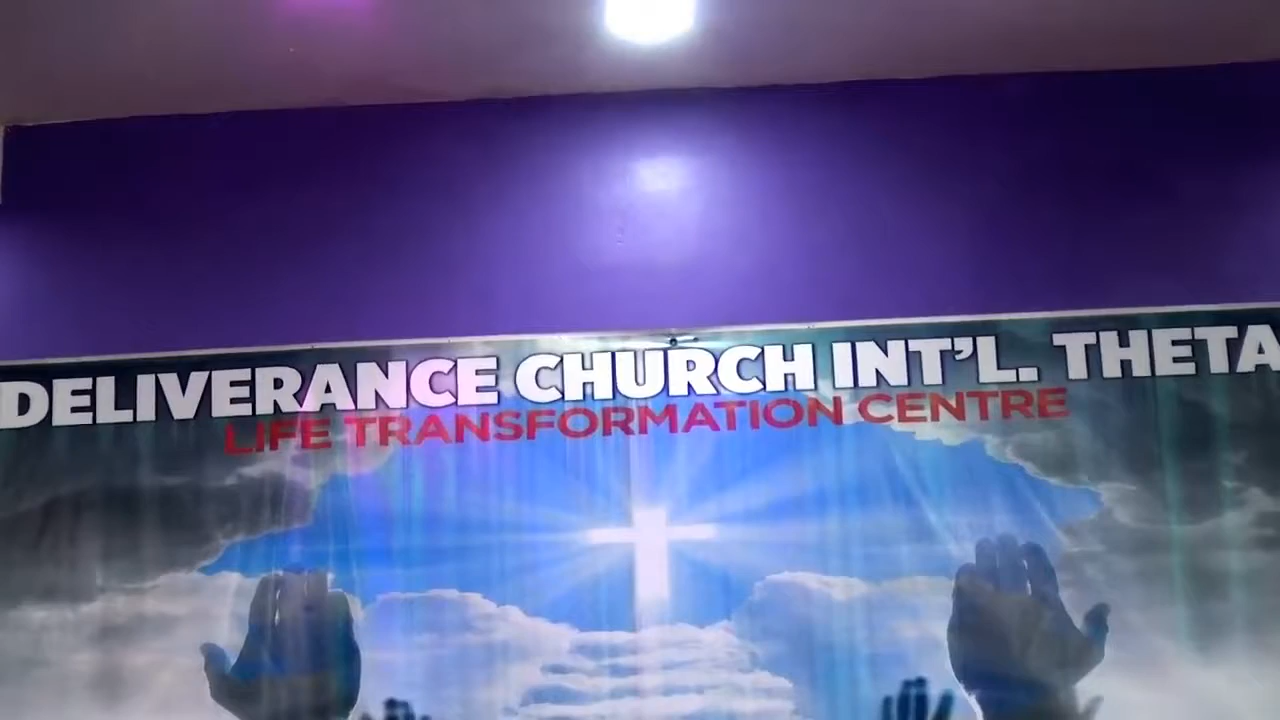 DELIVERANCE CHURCH INT'L. THETA
LIFE TRANSFORMATION CENTRE